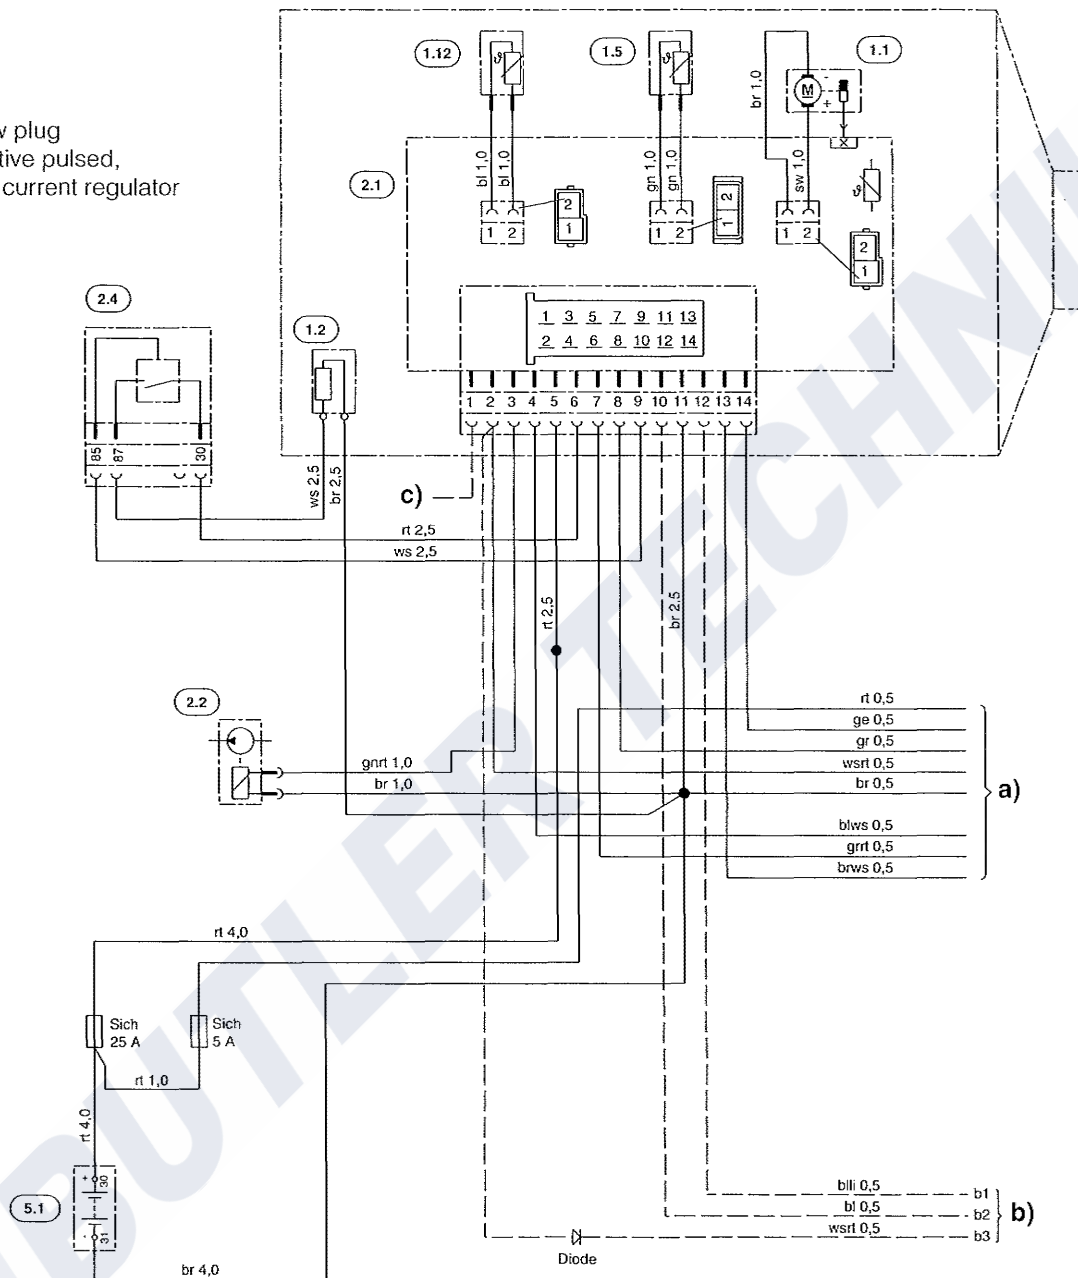 w plug
tive pulsed,
current regulator
1.12
1.5
1.1
M
-
+
br 1,0
bl 1,0
bl 1,0
gn 1,0
gn 1,0
sw 1,0
2.1
ϑ
ϑ
ϑ
1 2
2
1
1 2
2
1
1 2
2
1
2.4
1.2
1 3 5 7 9 11 13
2 4 6 8 10 12 14
1 2 3 4 5 6 7 8 9 10 11 12 13 14
85 87 30
ws 2,5
br 2,5
c)
rt 2,5
ws 2,5
rt 2,5
br 2,5
2.2
rt 0,5
ge 0,5
gr 0,5
gnrt 1,0
wsrt 0,5
br 1,0
br 0,5
a)
blws 0,5
grrt 0,5
brws 0,5
rt 4,0
Sich
25 A
Sich
5 A
rt 1,0
rt 4,0
+ 30
5.1
- 31
blli 0,5
b1
bl 0,5
b2
b)
wsrt 0,5
b3
Diode
br 4,0
BUTLER TECHNI